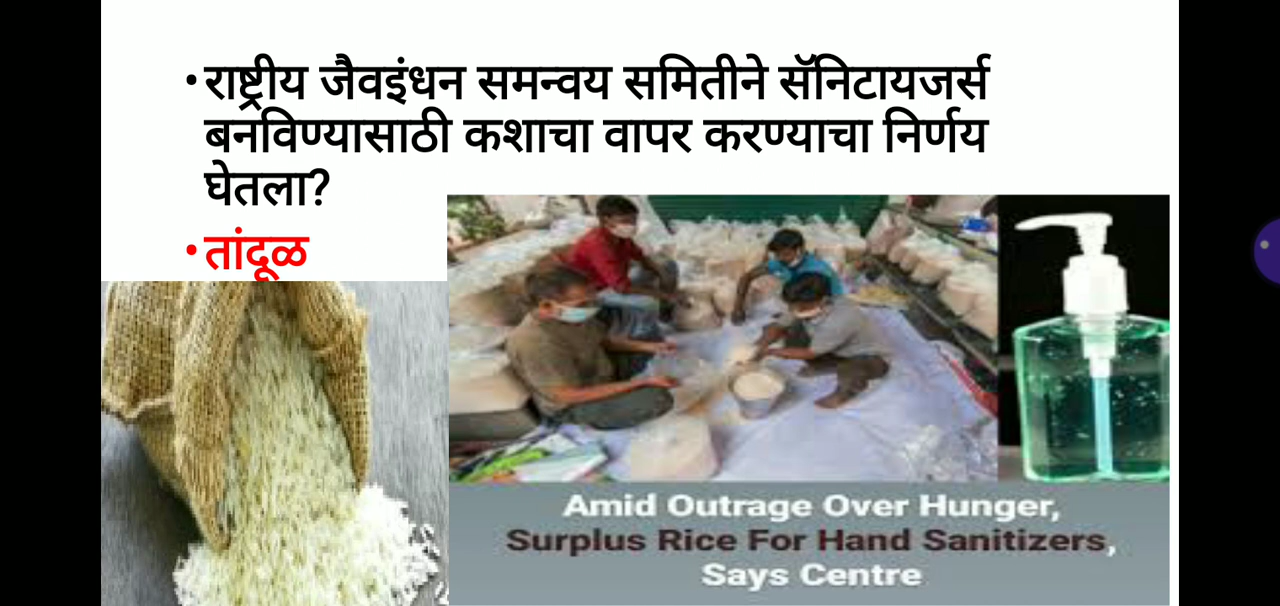 • राष्ट्रीय जैवइंधन समन्वय समितीने सॅनिटायजर्स
बनविण्यासाठी कशाचा वापर करण्याचा निर्णय
घेतला?
• तांदूळ
Amid Outrage Over Hunger,
Surplus Rice For Hand Sanitizers,
Says Centre